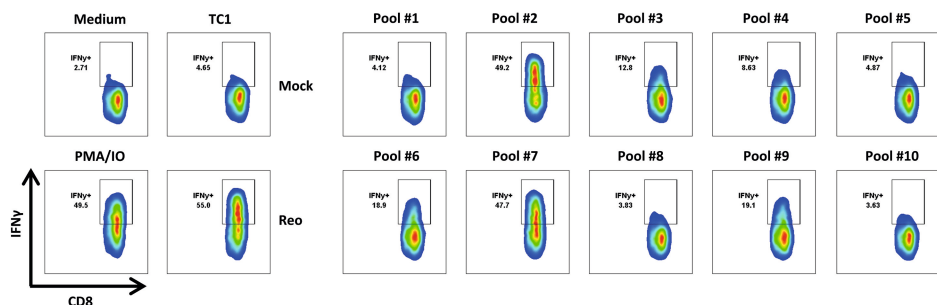 Medium TC1 Pool #1 Pool #2 Pool #3 Pool #4 Pool #5
IFNγ+ IFNγ+ IFNγ+ IFNγ+ IFNγ+ IFNγ+ IFNγ+
2.71 4.65 4.12 49.2 12.8 8.63 4.87
Mock
PMA/IO Pool #6 Pool #7 Pool #8 Pool #9 Pool #10
IFNγ+ IFNγ+ IFNγ+ IFNγ+ IFNγ+ IFNγ+ IFNγ+
49.5 55.0 18.9 47.7 3.83 19.1 3.63
Reo
IFNγ
CD8